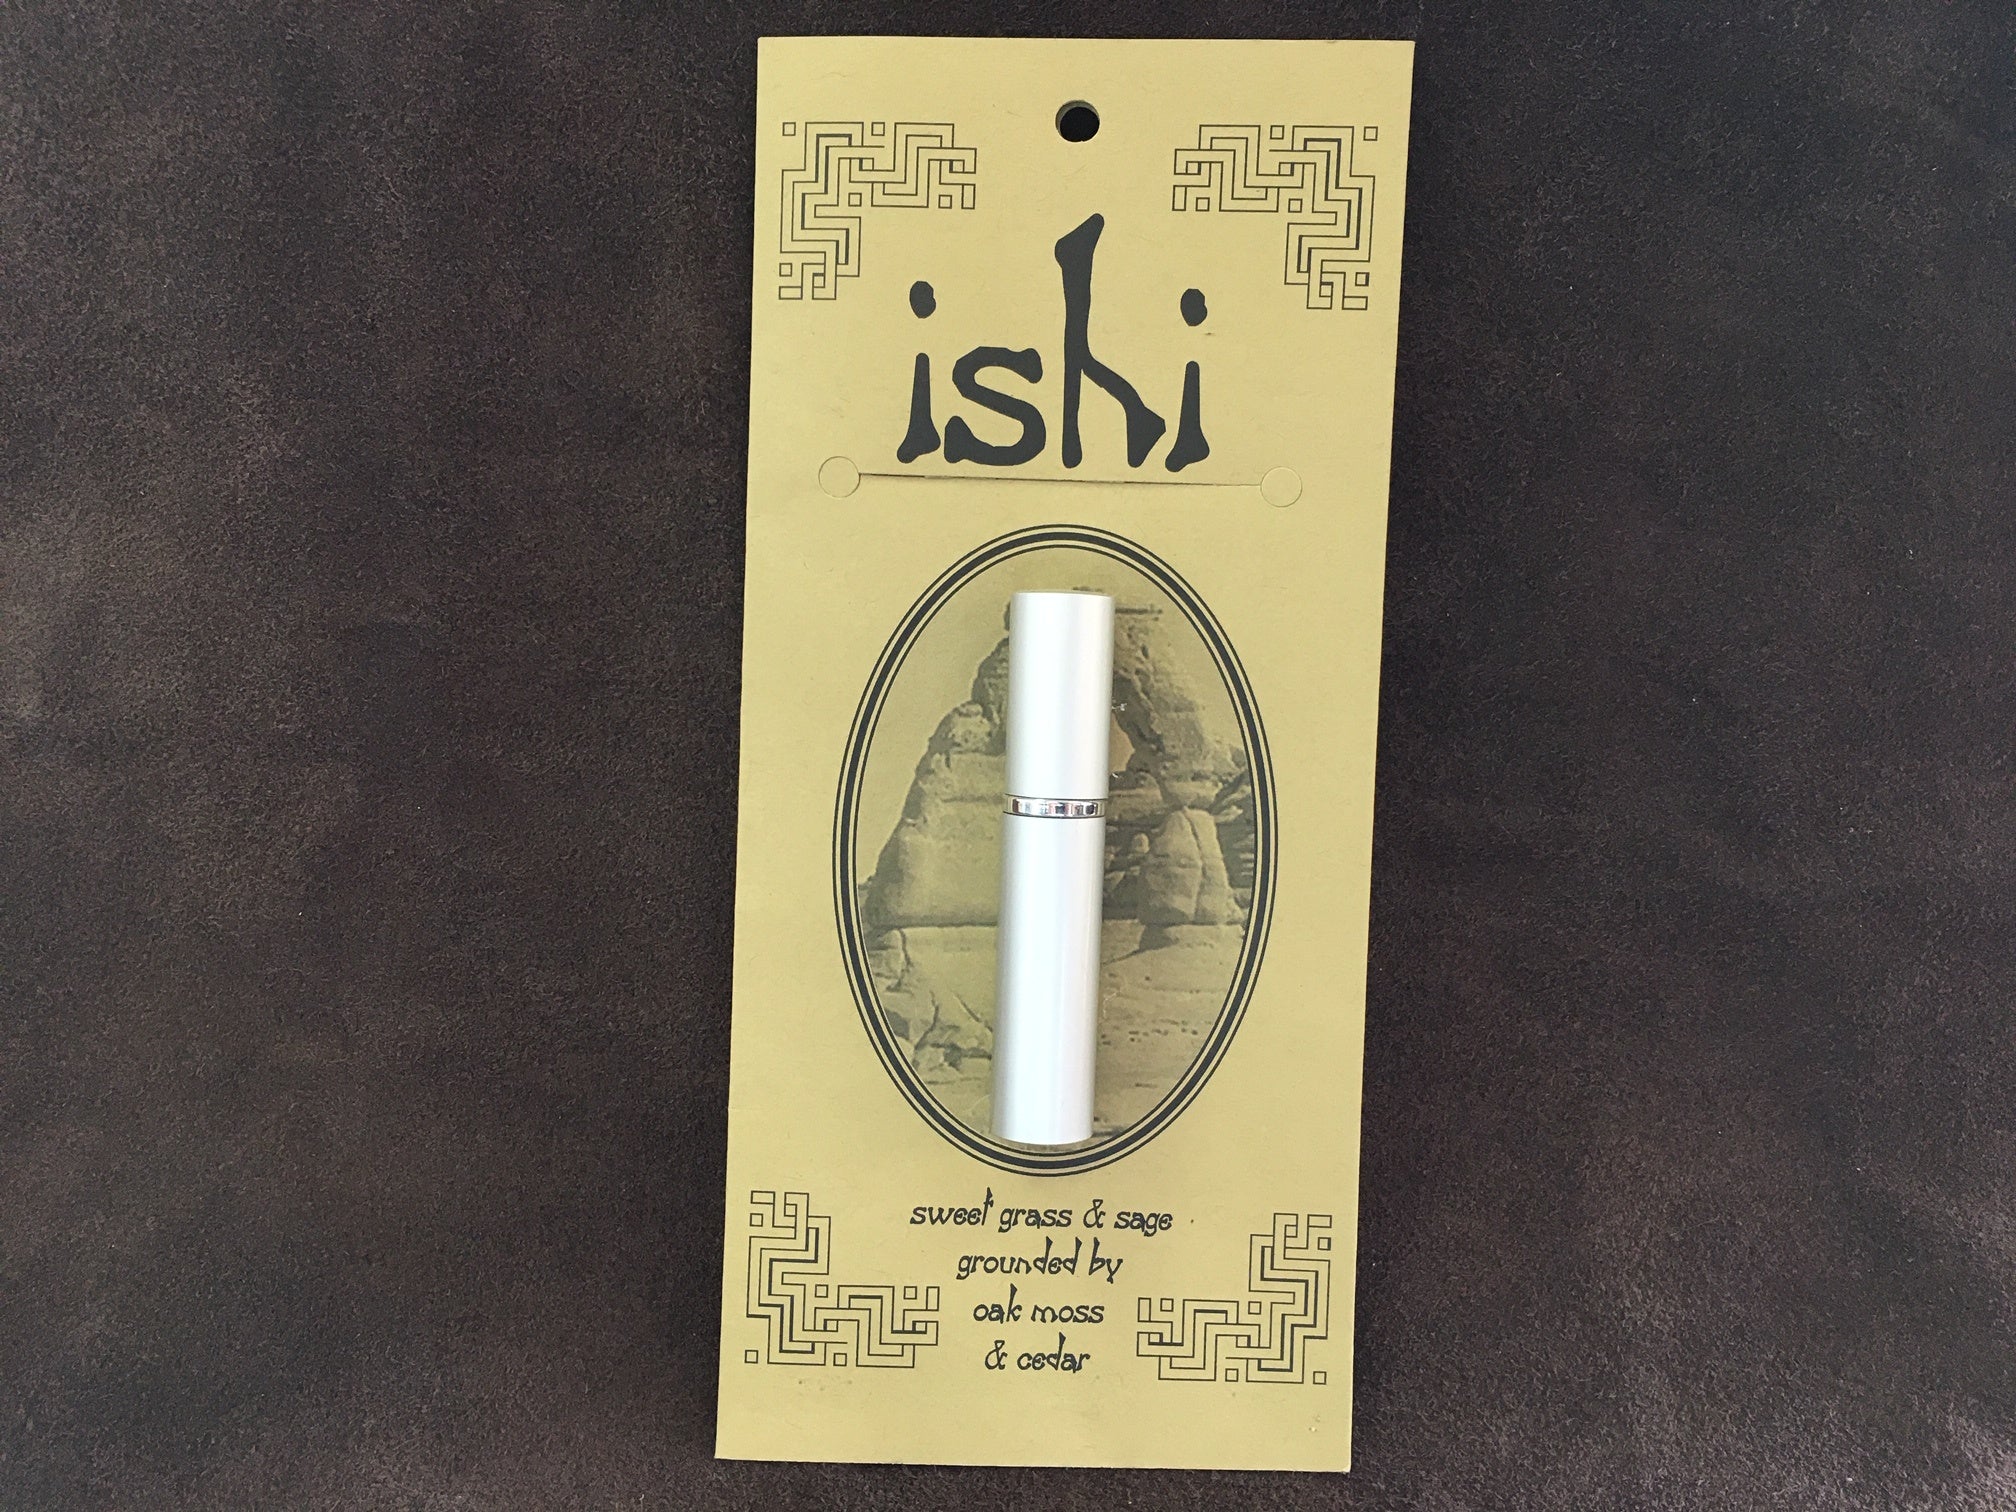 ishi
sweet grass & sage
grounded by
oak moss
& cedar